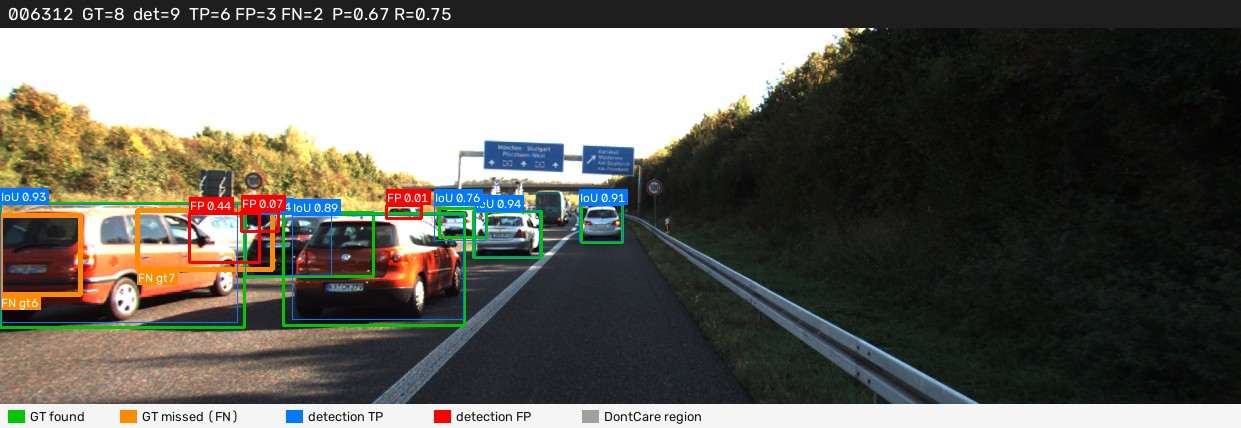 006312 GT=8 det=9 TP=6 FP=3 FN=2 P=0.67 R=0.75
München Stuttgart
Pforzheim-West
IoU 0.93
FP 0.44
FP 0.07
IoU 0.89
FP 0.01
IoU 0.76
IoU 0.94
IoU 0.91
FN gt7
FN gt6
GT found
GT missed (FN)
detection TP
detection FP
DontCare region